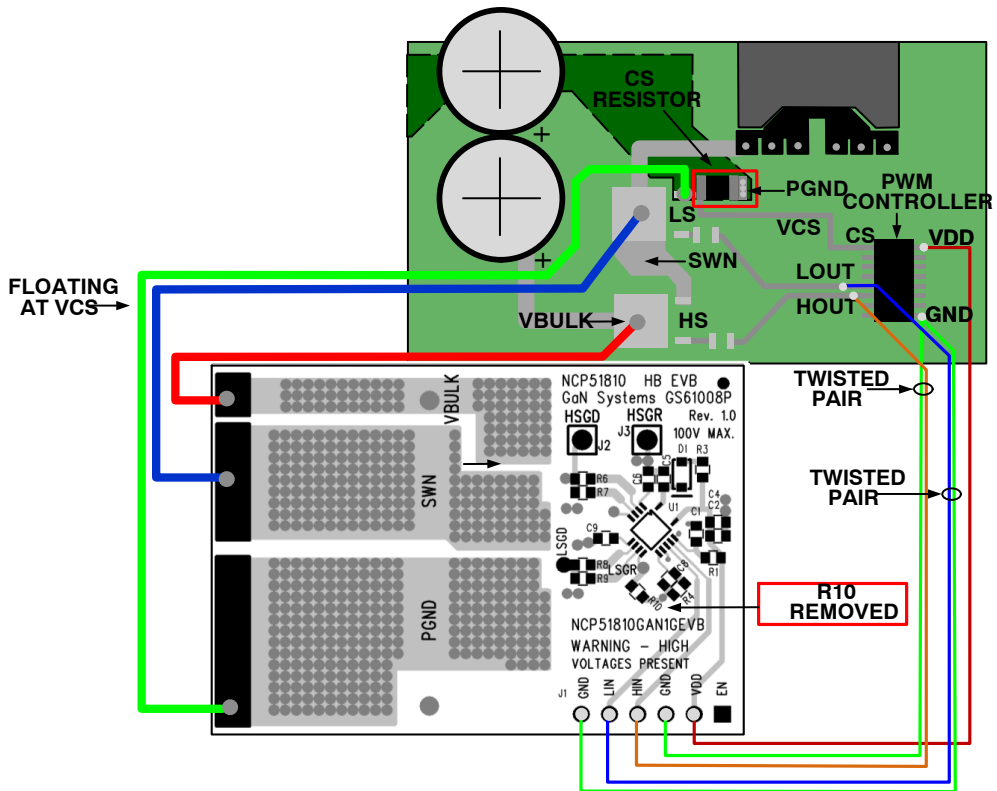 CS
RESISTOR
+
PGND
PWM
CONTROLLER
LS
VCS
CS
VDD
SWN
LOUT
HOUT
GND
+
FLOATING
AT VCS
VBULK
HS
TWISTED
PAIR
TWISTED
PAIR
VBULK
SWN
PGND
NCP51810 HB EVB
GaN Systems GS61008P
Rev. 1.0
100V MAX.
HSGD
J2
HSGR
J3
D1
R3
C5
C6
R6
R7
U1
C4
C2
C1
C9
LSGD
R8
R9
LSGR
R1
C8
R4
R10
R10
REMOVED
NCP51810GAN1GEVB
WARNING – HIGH
VOLTAGES PRESENT
J1
GND
LIN
HIN
GND
VDD
EN